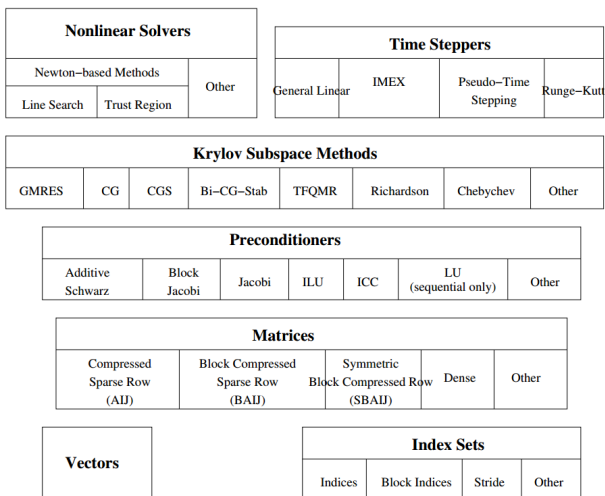 Nonlinear Solvers
Newton−based Methods
Other
Line Search
Trust Region
Time Steppers
General Linear
IMEX
Pseudo−Time
Stepping
Runge−Kutt
Krylov Subspace Methods
GMRES
CG
CGS
Bi−CG−Stab
TFQMR
Richardson
Chebychev
Other
Preconditioners
Additive
Schwarz
Block
Jacobi
Jacobi
ILU
ICC
LU
(sequential only)
Other
Matrices
Compressed
Sparse Row
(AIJ)
Block Compressed
Sparse Row
(BAIJ)
Symmetric
Block Compressed Row
(SBAIJ)
Dense
Other
Vectors
Index Sets
Indices
Block Indices
Stride
Other